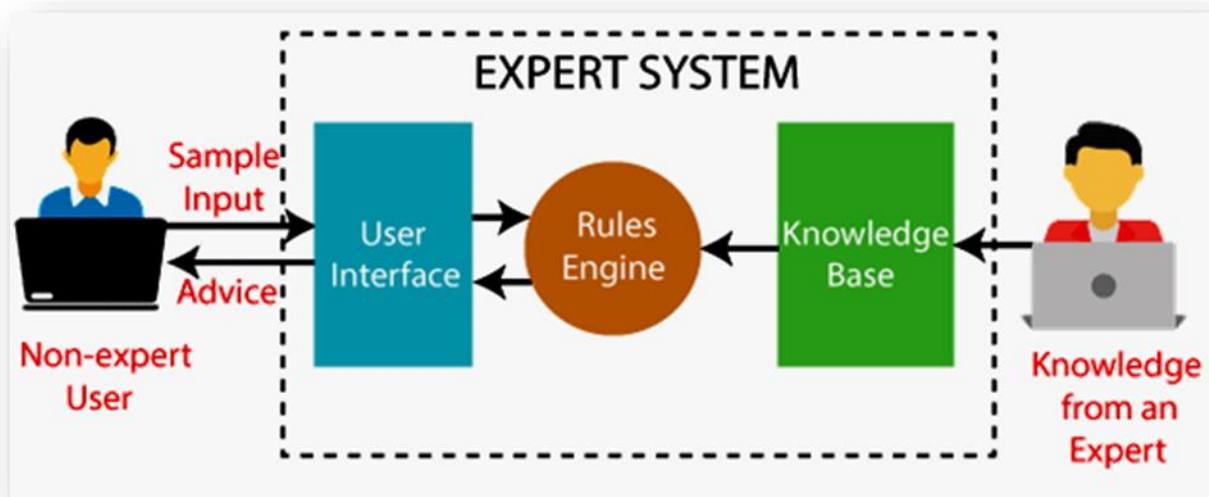 EXPERT SYSTEM
Sample
Input
Advice
Non-expert
User
User
Interface
Rules
Engine
Knowledge
Base
Knowledge
from an
Expert